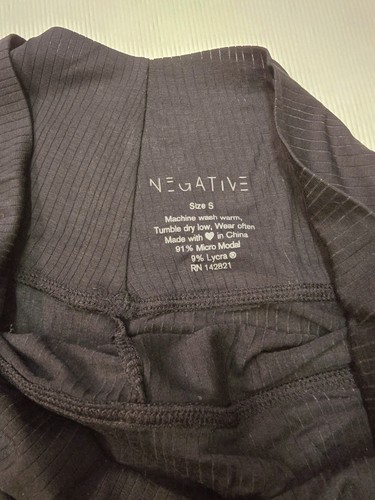 NEGATIVE
Size S
Machine wash warm,
Tumble dry low, Wear often
Made with ♥ in China
91% Micro Modal
9% Lycra ®
RN 142821